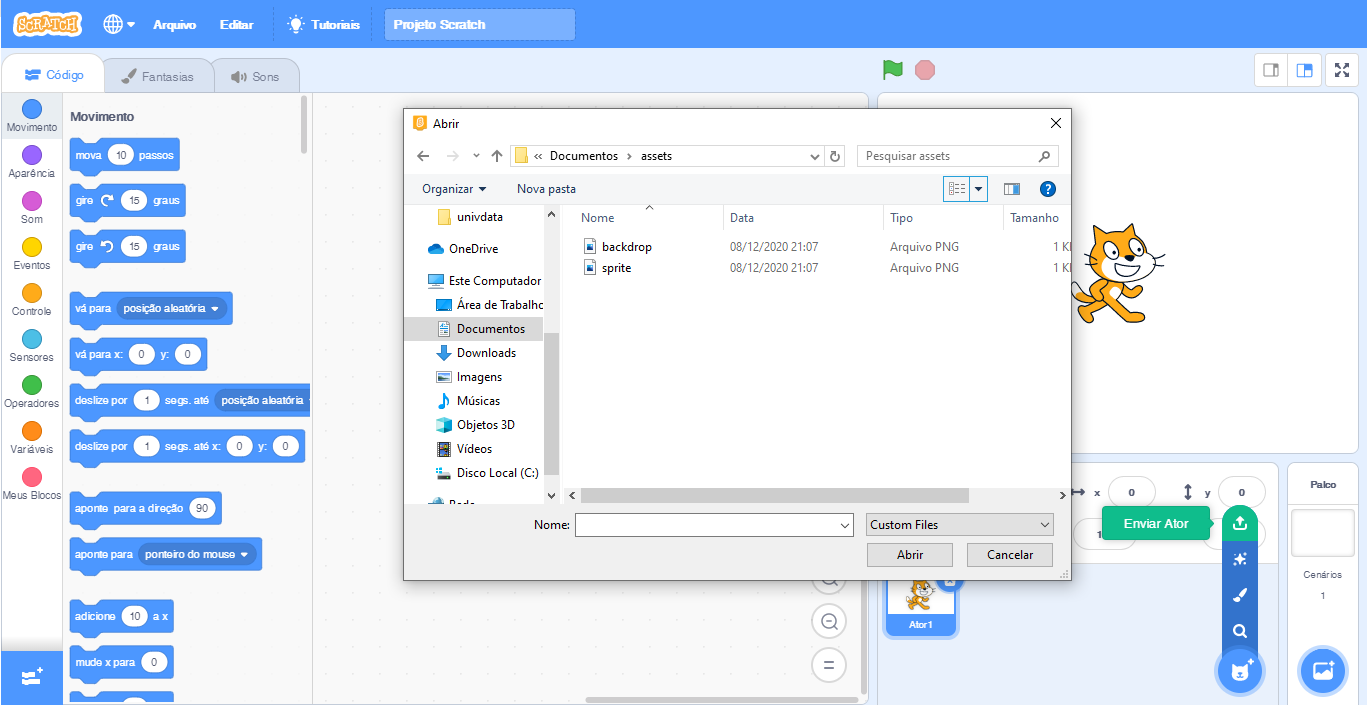 SCRATCH
Arquivo
Editar
Tutoriais
Projeto Scratch
Código
Fantasias
Sons
Movimento
Aparência
Som
Eventos
Controle
Sensores
Operadores
Variáveis
Meus Blocos
Movimento
mova 10 passos
gire 15 graus
gire 15 graus
vá para posição aleatória
vá para x: 0 y: 0
deslize por 1 segs. até posição aleatória
deslize por 1 segs. até x: 0 y: 0
aponte para a direção 90
aponte para ponteiro do mouse
adicione 10 a x
mude x para 0
Abrir
« Documentos › assets
Pesquisar assets
Organizar
Nova pasta
univdata
OneDrive
Este Computador
Área de Trabalho
Documentos
Downloads
Imagens
Músicas
Objetos 3D
Vídeos
Disco Local (C:)
Nome Data Tipo Tamanho
backdrop 08/12/2020 21:07 Arquivo PNG 1 K
sprite 08/12/2020 21:07 Arquivo PNG 1 K
Nome:
Custom Files
Abrir
Cancelar
x 0
y 0
Enviar Ator
Ator1
Palco
Cenários
1